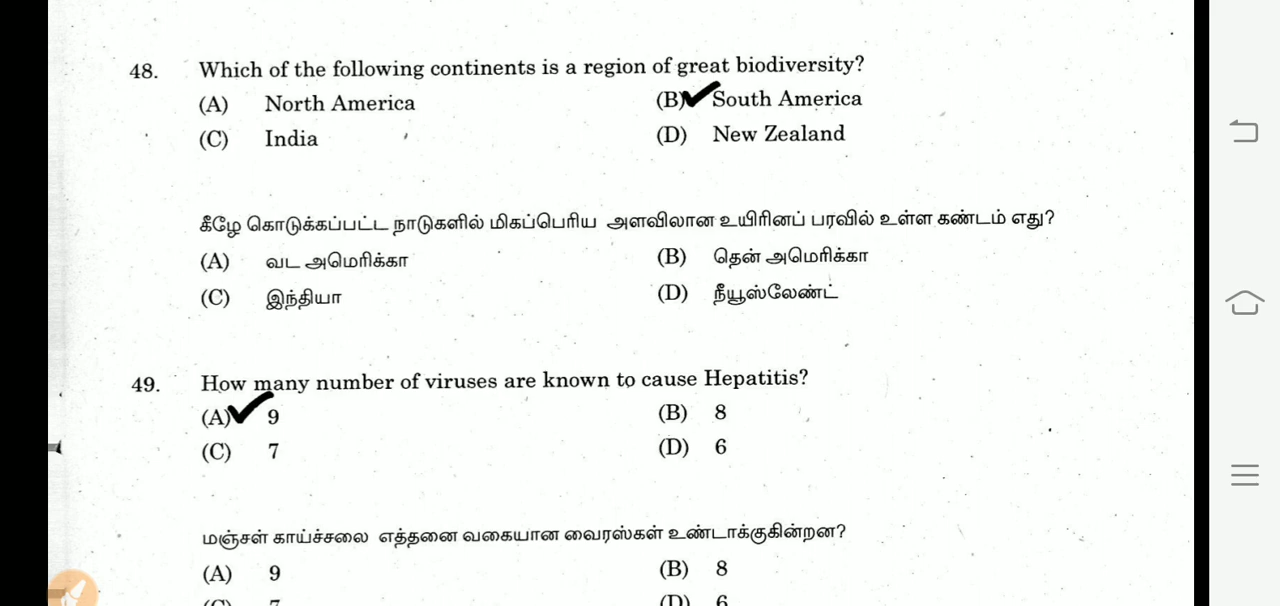 48. Which of the following continents is a region of great biodiversity?
(A) North America (B) South America
(C) India (D) New Zealand
கீழே கொடுக்கப்பட்ட நாடுகளில் மிகப்பெரிய அளவிலான உயிரினப் பரவில் உள்ள கண்டம் எது?
(A) வட அமெரிக்கா (B) தென் அமெரிக்கா
(C) இந்தியா (D) நீயூஸ்லேண்ட்
49. How many number of viruses are known to cause Hepatitis?
(A) 9 (B) 8
(C) 7 (D) 6
மஞ்சள் காய்ச்சலை எத்தனை வகையான வைரஸ்கள் உண்டாக்குகின்றன?
(A) 9 (B) 8
(C) 7 (D) 6